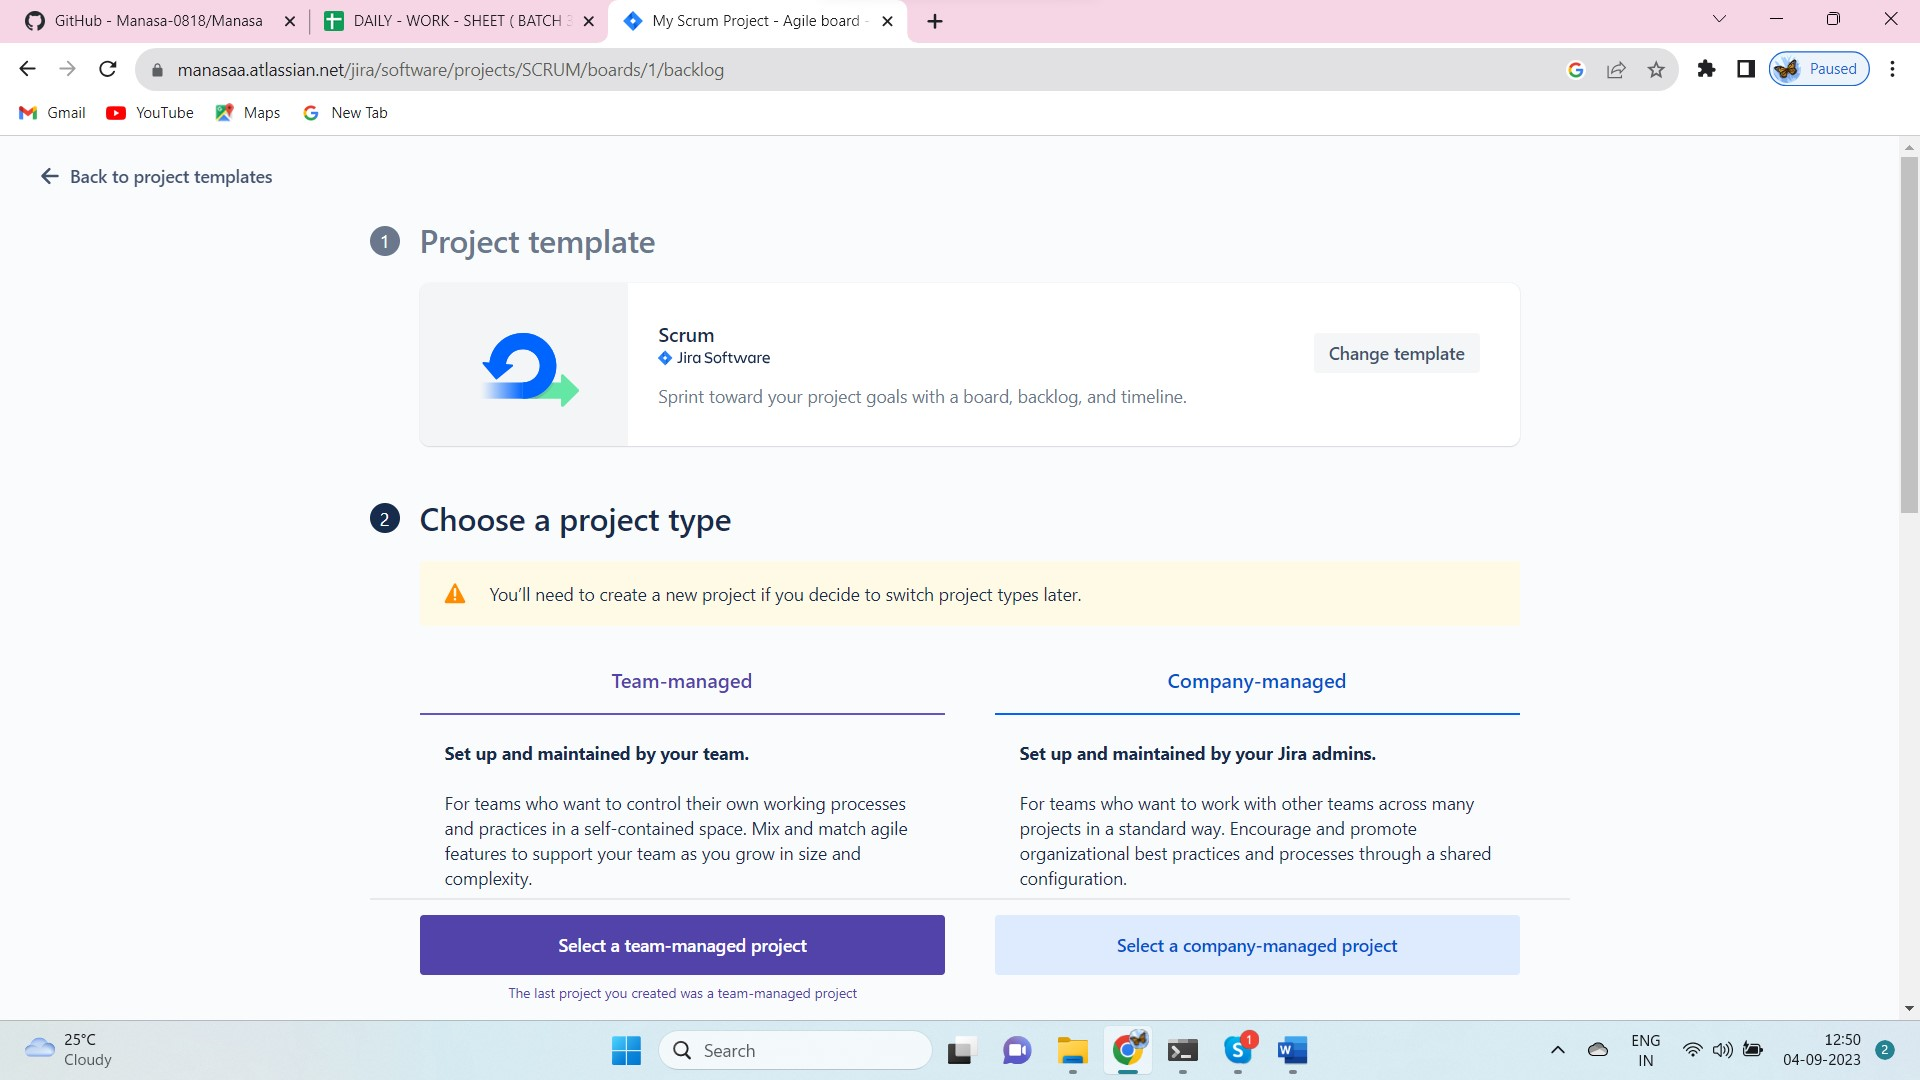 GitHub - Manasa-0818/Manasa
DAILY - WORK - SHEET ( BATCH 3
My Scrum Project - Agile board -
manasaa.atlassian.net/jira/software/projects/SCRUM/boards/1/backlog
Paused
Gmail
YouTube
Maps
New Tab
Back to project templates
1 Project template
Scrum
Jira Software
Sprint toward your project goals with a board, backlog, and timeline.
Change template
2 Choose a project type
You'll need to create a new project if you decide to switch project types later.
Team-managed
Set up and maintained by your team.
For teams who want to control their own working processes
and practices in a self-contained space. Mix and match agile
features to support your team as you grow in size and
complexity.
Select a team-managed project
The last project you created was a team-managed project
Company-managed
Set up and maintained by your Jira admins.
For teams who want to work with other teams across many
projects in a standard way. Encourage and promote
organizational best practices and processes through a shared
configuration.
Select a company-managed project
25°C
Cloudy
Search
1
ENG
IN
12:50
04-09-2023
2